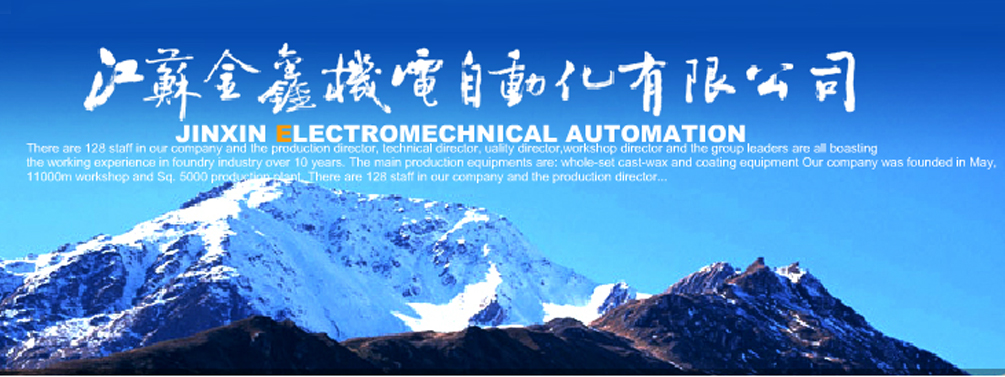 江蘇金鑫機電自動化有限公司
JINXIN ELECTROMECHNICAL AUTOMATION
There are 128 staff in our company and the production director, technical director, uality director,workshop director and the group leaders are all boasting
the working experience in foundry industry over 10 years. The main production equipments are: whole-set cast-wax and coating equipment Our company was founded in May,
11000m workshop and Sq. 5000 production plant. There are 128 staff in our company and the production director...